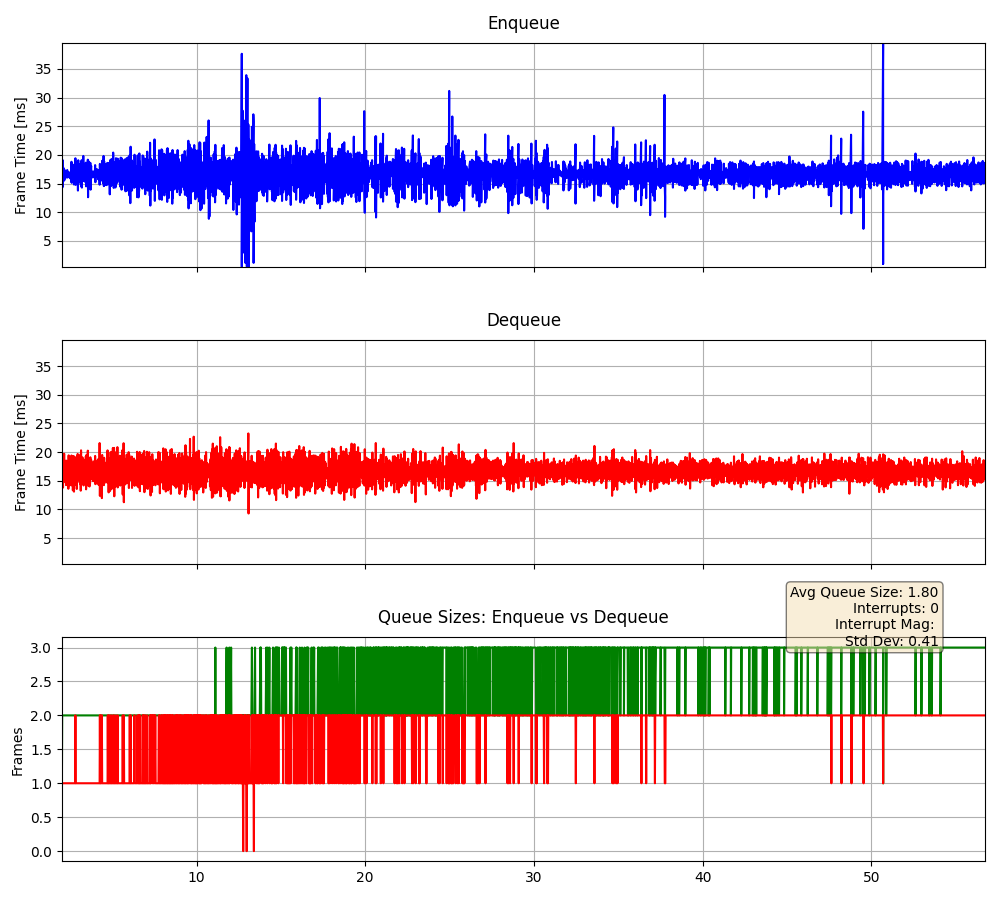 Enqueue
Frame Time [ms]
35
30
25
20
15
10
5
Dequeue
Frame Time [ms]
35
30
25
20
15
10
5
Avg Queue Size: 1.80
Interrupts: 0
Interrupt Mag:
Std Dev: 0.41
Queue Sizes: Enqueue vs Dequeue
Frames
3.0
2.5
2.0
1.5
1.0
0.5
0.0
10 20 30 40 50